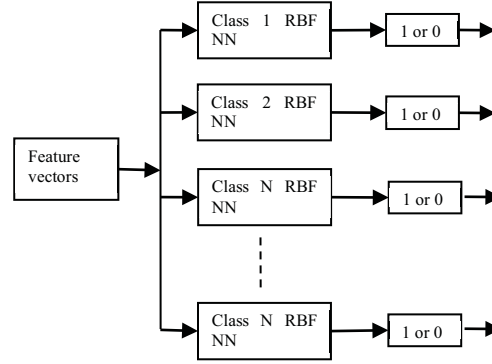 Class 1 RBF
NN
1 or 0
Class 2 RBF
NN
1 or 0
Feature
vectors
Class N RBF
NN
1 or 0
Class N RBF
NN
1 or 0